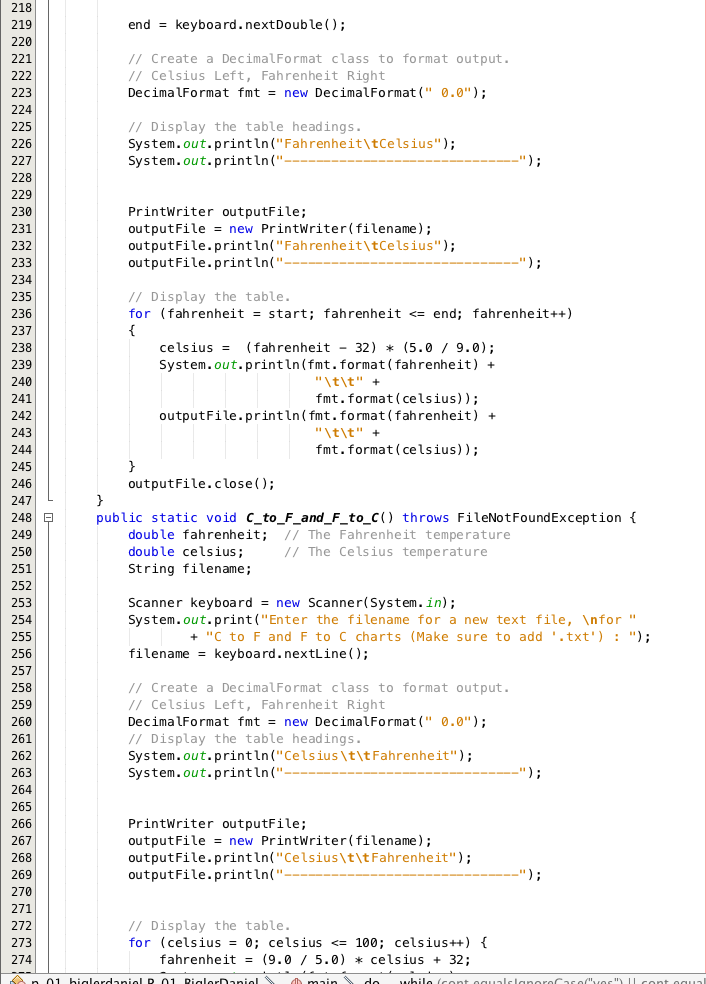 218
219 end = keyboard.nextDouble();
220
221 // Create a DecimalFormat class to format output.
222 // Celsius Left, Fahrenheit Right
223 DecimalFormat fmt = new DecimalFormat(" 0.0");
224
225 // Display the table headings.
226 System.out.println("Fahrenheit\tCelsius");
227 System.out.println("------------------------------");
228
229
230 PrintWriter outputFile;
231 outputFile = new PrintWriter(filename);
232 outputFile.println("Fahrenheit\tCelsius");
233 outputFile.println("------------------------------");
234
235 // Display the table.
236 for (fahrenheit = start; fahrenheit <= end; fahrenheit++)
237 {
238 celsius =  (fahrenheit - 32) * (5.0 / 9.0);
239 System.out.println(fmt.format(fahrenheit) +
240 "\t\t" +
241 fmt.format(celsius));
242 outputFile.println(fmt.format(fahrenheit) +
243 "\t\t" +
244 fmt.format(celsius));
245 }
246 outputFile.close();
247 }
248 public static void C_to_F_and_F_to_C() throws FileNotFoundException {
249 double fahrenheit;  // The Fahrenheit temperature
250 double celsius;     // The Celsius temperature
251 String filename;
252
253 Scanner keyboard = new Scanner(System.in);
254 System.out.print("Enter the filename for a new text file, \nfor "
255 + "C to F and F to C charts (Make sure to add '.txt') : ");
256 filename = keyboard.nextLine();
257
258 // Create a DecimalFormat class to format output.
259 // Celsius Left, Fahrenheit Right
260 DecimalFormat fmt = new DecimalFormat(" 0.0");
261 // Display the table headings.
262 System.out.println("Celsius\t\tFahrenheit");
263 System.out.println("------------------------------");
264
265
266 PrintWriter outputFile;
267 outputFile = new PrintWriter(filename);
268 outputFile.println("Celsius\t\tFahrenheit");
269 outputFile.println("------------------------------");
270
271
272 // Display the table.
273 for (celsius = 0; celsius <= 100; celsius++) {
274 fahrenheit = (9.0 / 5.0) * celsius + 32;
main do while (cont.equalsIgnoreCase("yes") || cont.equal